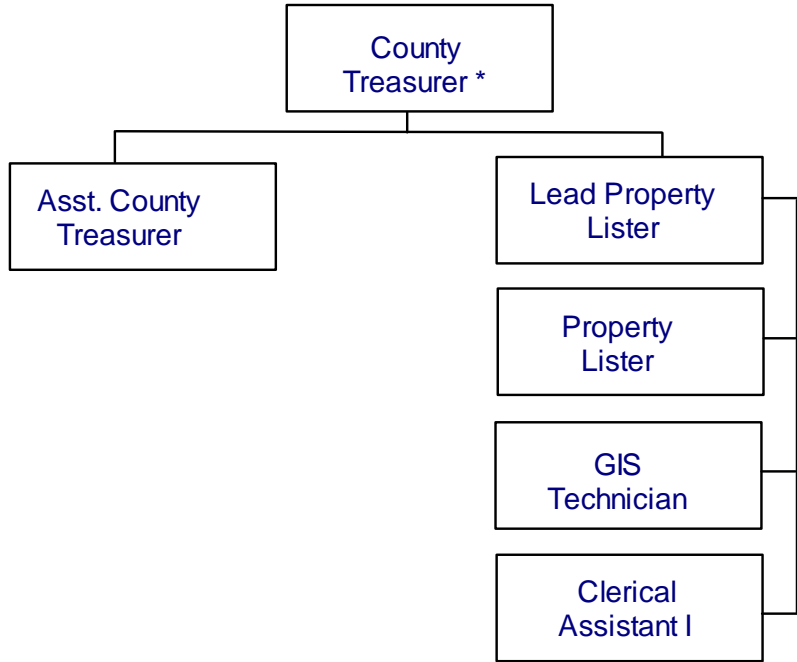 County
Treasurer *
Asst. County
Treasurer
Lead Property
Lister
Property
Lister
GIS
Technician
Clerical
Assistant I